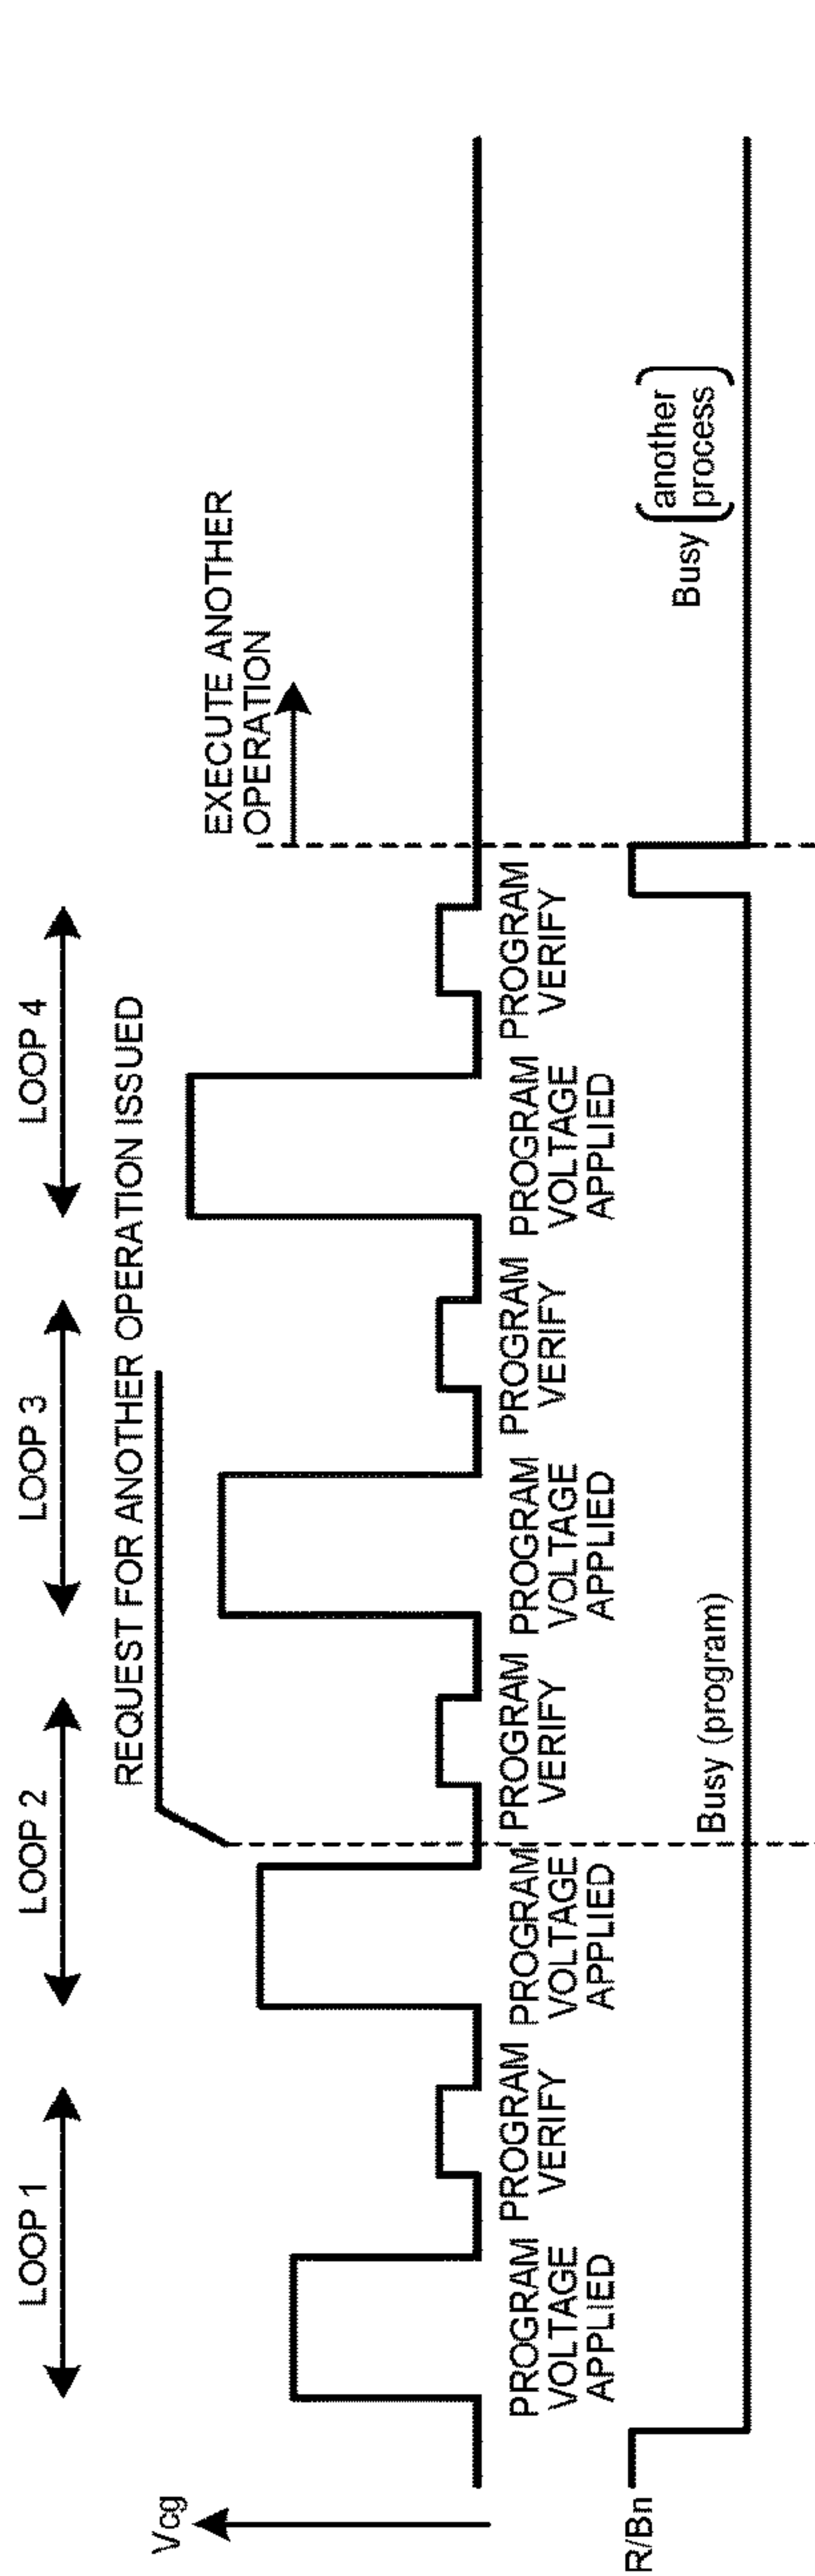 LOOP 1
LOOP 2
LOOP 3
LOOP 4
REQUEST FOR ANOTHER OPERATION ISSUED
Vcg
EXECUTE ANOTHER
OPERATION
PROGRAM
VOLTAGE
APPLIED
PROGRAM
VERIFY
PROGRAM
VOLTAGE
APPLIED
PROGRAM
VERIFY
PROGRAM
VOLTAGE
APPLIED
PROGRAM
VERIFY
PROGRAM
VOLTAGE
APPLIED
PROGRAM
VERIFY
R/Bn
Busy (program)
Busy (another
process)